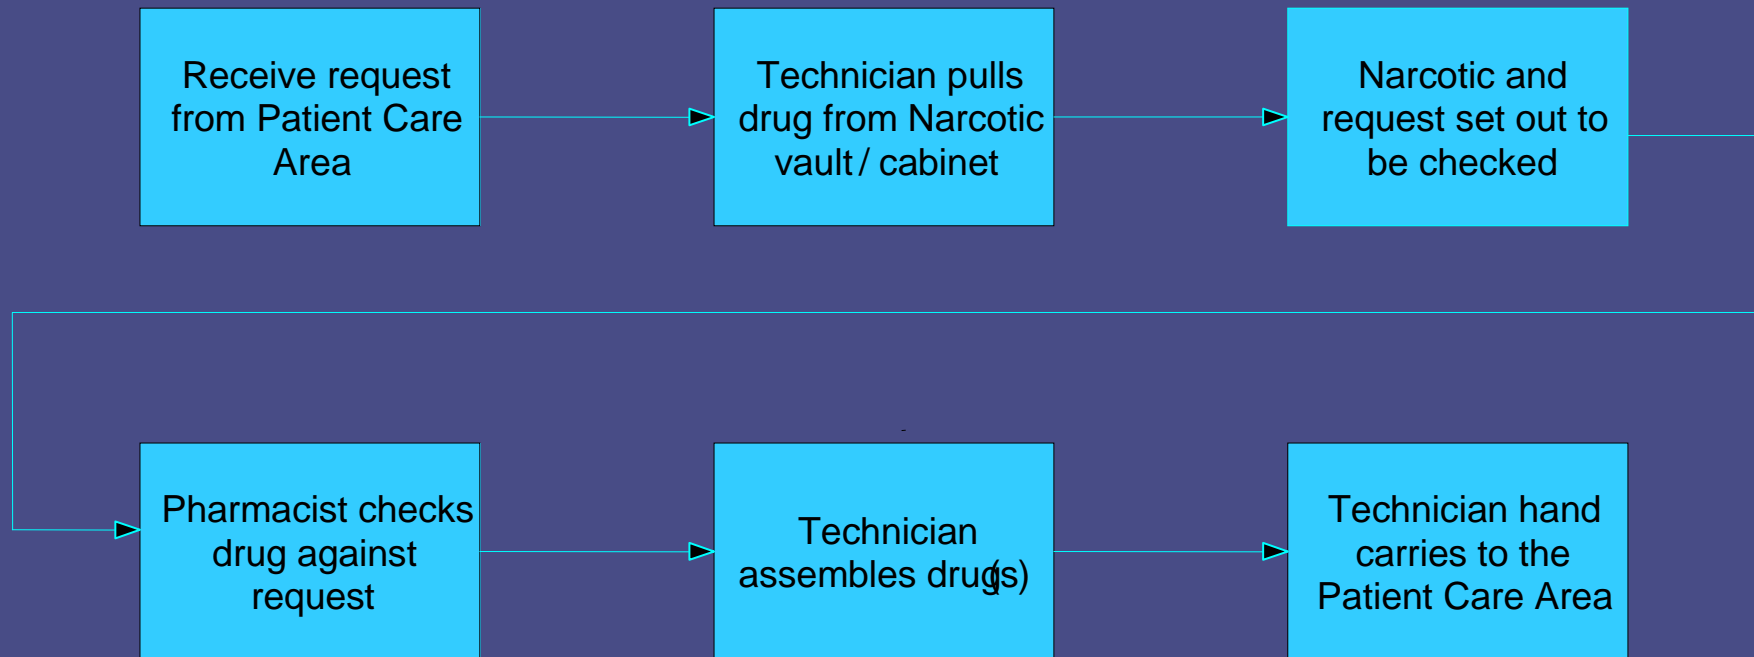 Receive request
from Patient Care
Area
Technician pulls
drug from Narcotic
vault / cabinet
Narcotic and
request set out to
be checked
Pharmacist checks
drug against
request
Technician
assembles drug(s)
Technician hand
carries to the
Patient Care Area